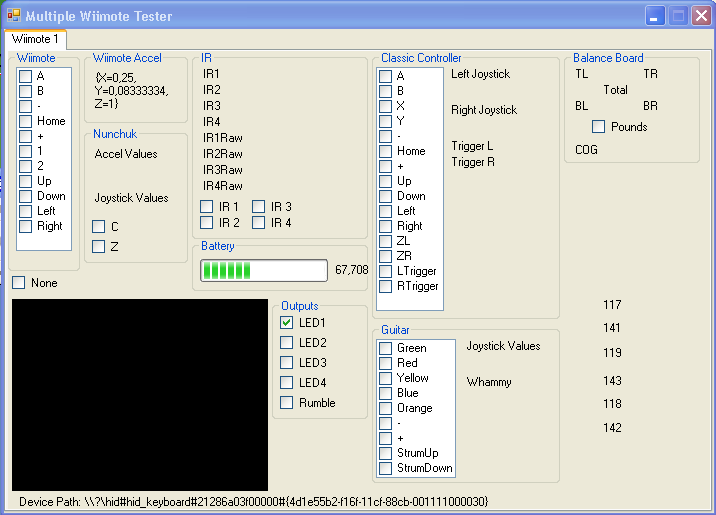 Multiple Wiimote Tester
Wiimote 1
Wiimote
A
B
-
Home
+
1
2
Up
Down
Left
Right
None
Wiimote Accel
{X=0,25,
Y=0,08333334,
Z=1}
Nunchuk
Accel Values
Joystick Values
C
Z
IR
IR1
IR2
IR3
IR4
IR1Raw
IR2Raw
IR3Raw
IR4Raw
IR 1 IR 3
IR 2 IR 4
Battery
67,708
Outputs
LED1
LED2
LED3
LED4
Rumble
Classic Controller
A
B
X
Y
-
Home
+
Up
Down
Left
Right
ZL
ZR
LTrigger
RTrigger
Left Joystick
Right Joystick
Trigger L
Trigger R
Guitar
Green
Red
Yellow
Blue
Orange
-
+
StrumUp
StrumDown
Joystick Values
Whammy
Balance Board
TL TR
Total
BL BR
Pounds
COG
117
141
119
143
118
142
Device Path: \\?\hid#hid_keyboard#21286a03f00000#{4d1e55b2-f16f-11cf-88cb-001111000030}